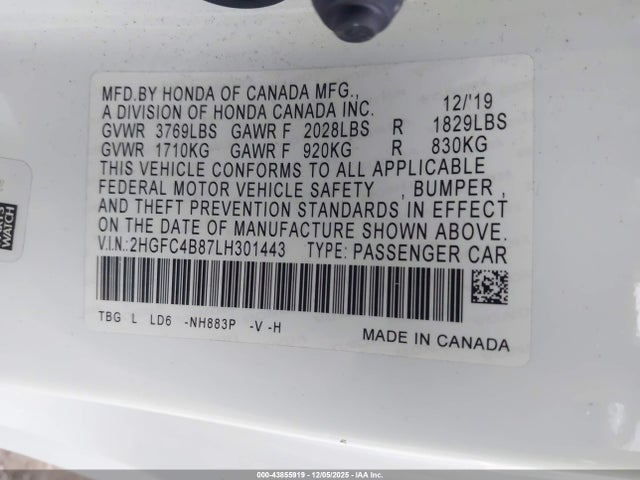 MFD.BY HONDA OF CANADA MFG.,
A DIVISION OF HONDA CANADA INC. 12/'19
GVWR 3769LBS GAWR F 2028LBS R 1829LBS
GVWR 1710KG GAWR F 920KG R 830KG
THIS VEHICLE CONFORMS TO ALL APPLICABLE
FEDERAL MOTOR VEHICLE SAFETY , BUMPER ,
AND THEFT PREVENTION STANDARDS IN EFFECT
ON THE DATE OF MANUFACTURE SHOWN ABOVE.
V.I.N.:2HGFC4B87LH301443 TYPE: PASSENGER CAR
TBG L LD6 -NH883P -V -H
MADE IN CANADA
WATCH
000-43855919 - 12/05/2025 - IAA Inc.